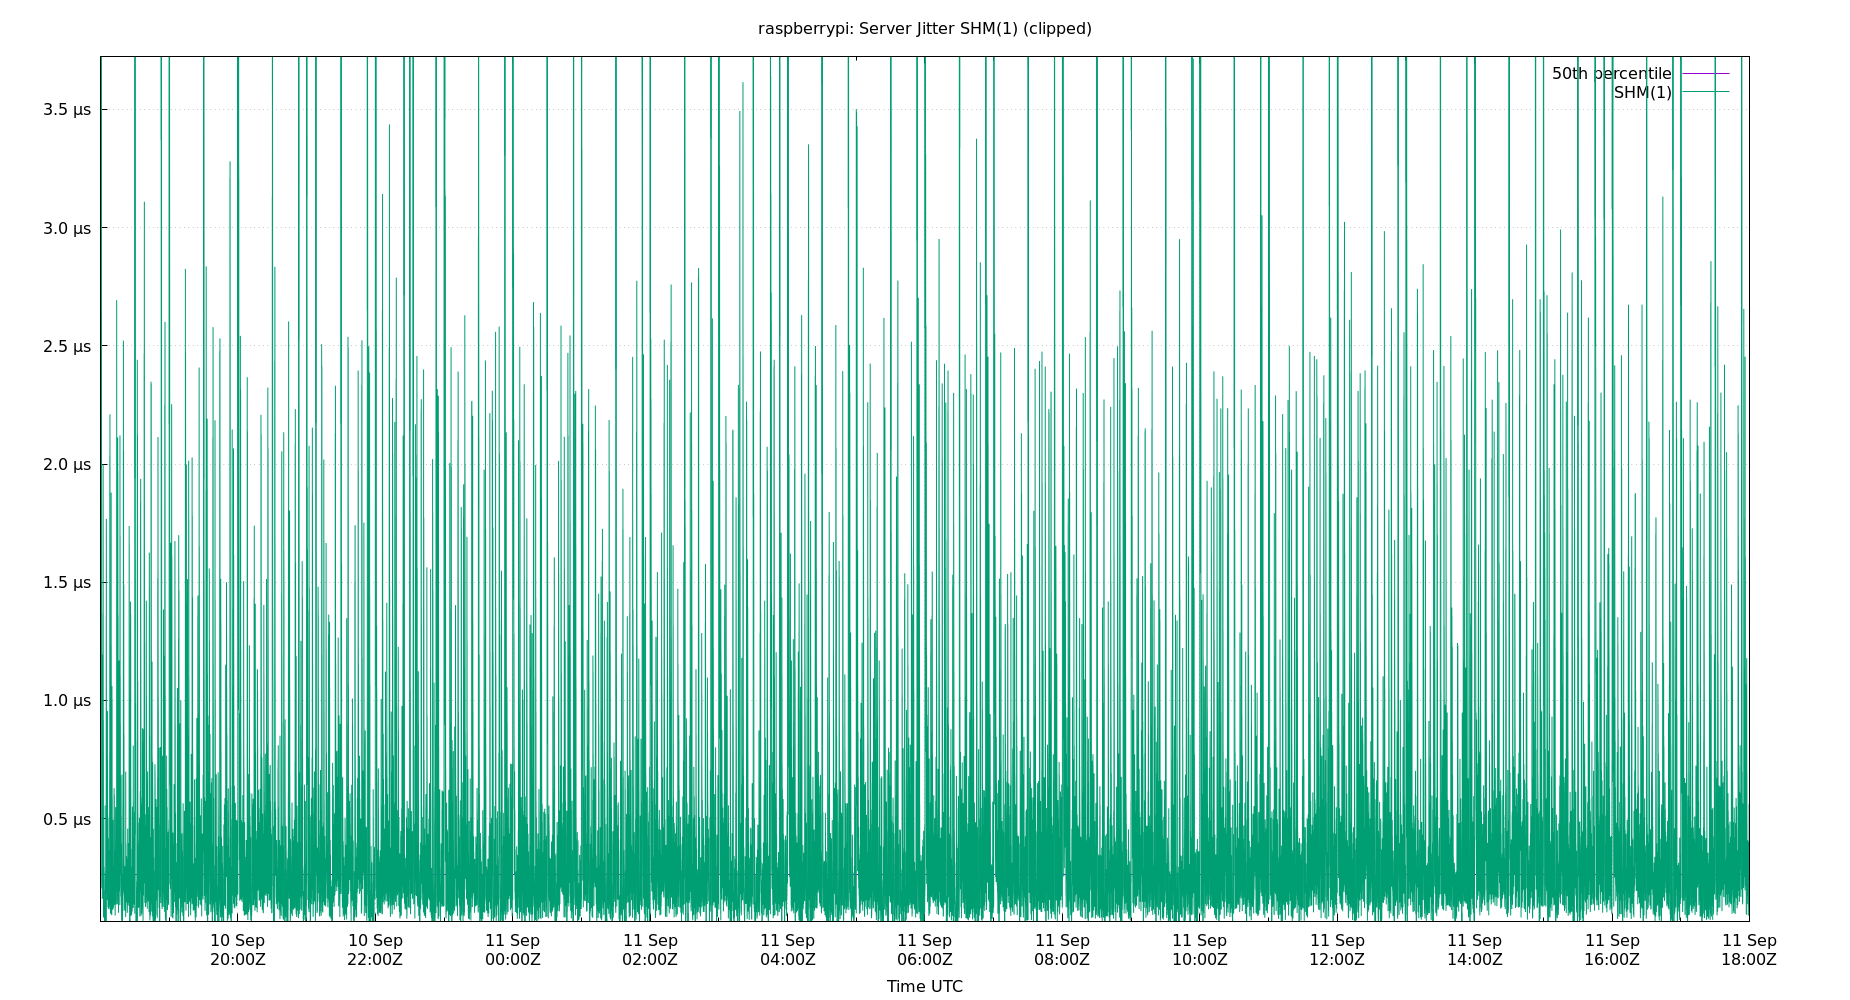 raspberrypi: Server Jitter SHM(1) (clipped)
50th percentile
SHM(1)
3.5 µs
3.0 µs
2.5 µs
2.0 µs
1.5 µs
1.0 µs
0.5 µs
10 Sep 10 Sep 11 Sep 11 Sep 11 Sep 11 Sep 11 Sep 11 Sep 11 Sep 11 Sep 11 Sep 11 Sep
20:00Z 22:00Z 00:00Z 02:00Z 04:00Z 06:00Z 08:00Z 10:00Z 12:00Z 14:00Z 16:00Z 18:00Z
Time UTC